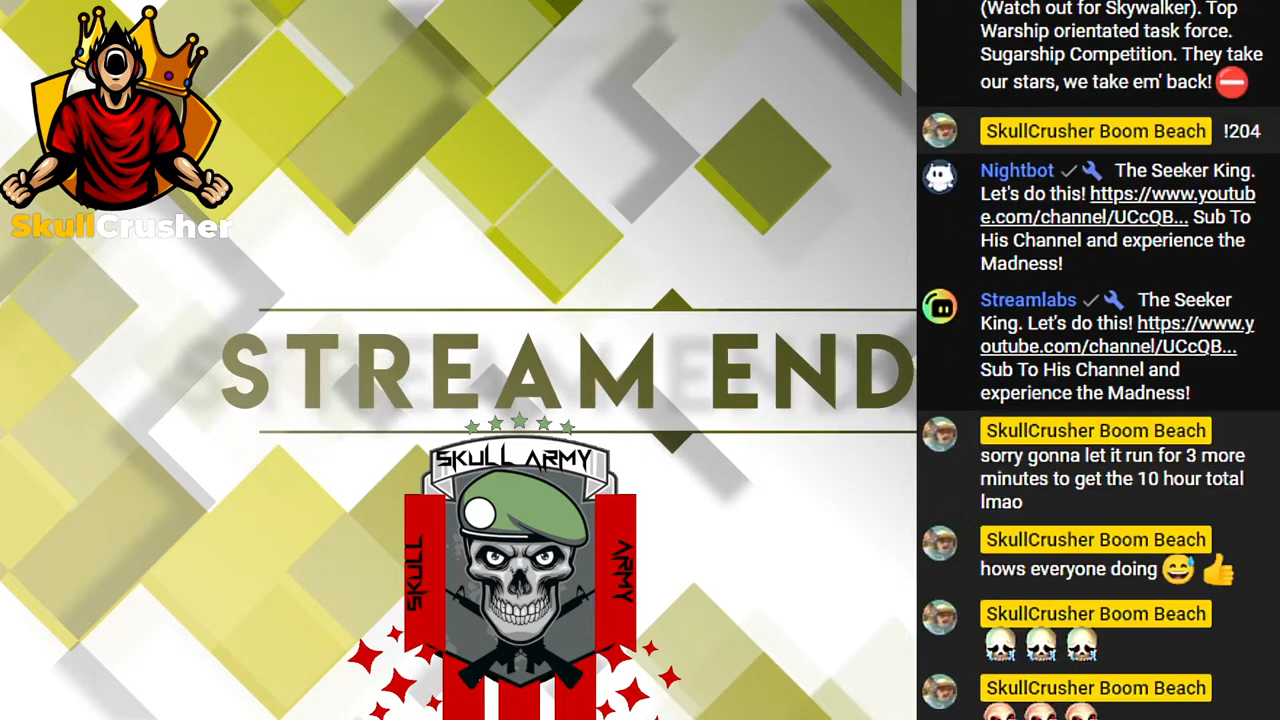 SkullCrusher
STREAM END
SKULL ARMY
SKULL
ARMY
(Watch out for Skywalker). Top
Warship orientated task force.
Sugarship Competition. They take
our stars, we take em' back!
SkullCrusher Boom Beach !204
Nightbot The Seeker King.
Let's do this! https://www.youtub
e.com/channel/UCcQB... Sub To
His Channel and experience the
Madness!
Streamlabs The Seeker
King. Let's do this! https://www.y
outube.com/channel/UCcQB...
Sub To His Channel and
experience the Madness!
SkullCrusher Boom Beach
sorry gonna let it run for 3 more
minutes to get the 10 hour total
lmao
SkullCrusher Boom Beach
hows everyone doing 😅👍
SkullCrusher Boom Beach
SkullCrusher Boom Beach